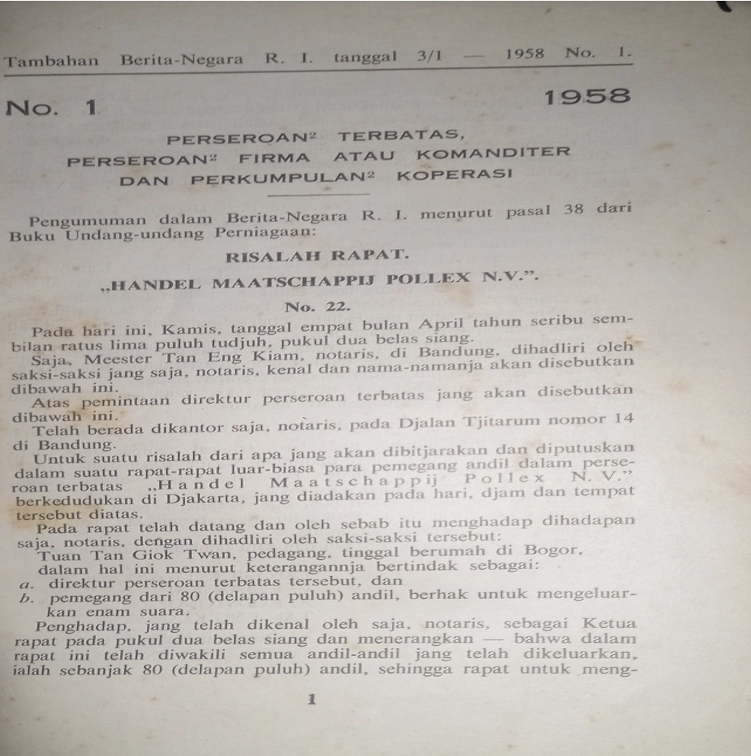 Tambahan Berita-Negara R. I. tanggal 3/1 — 1958 No. 1.
No. 1 1958
PERSEROAN² TERBATAS,
PERSEROAN² FIRMA ATAU KOMANDITER
DAN PERKUMPULAN² KOPERASI
Pengumuman dalam Berita-Negara R. I. menurut pasal 38 dari
Buku Undang-undang Perniagaan:
RISALAH RAPAT.
„HANDEL MAATSCHAPPIJ POLLEX N.V.”.
No. 22.
Pada hari ini, Kamis, tanggal empat bulan April tahun seribu sem-
bilan ratus lima puluh tudjuh, pukul dua belas siang.
Saja, Meester Tan Eng Kiam, notaris, di Bandung, dihadliri oleh
saksi-saksi jang saja, notaris, kenal dan nama-namanja akan disebutkan
dibawah ini.
Atas pemintaan direktur perseroan terbatas jang akan disebutkan
dibawah ini.
Telah berada dikantor saja, notaris, pada Djalan Tjitarum nomor 14
di Bandung.
Untuk suatu risalah dari apa jang akan dibitjarakan dan diputuskan
dalam suatu rapat-rapat luar-biasa para pemegang andil dalam perse-
roan terbatas „Handel Maatschappij Pollex N. V.”
berkedudukan di Djakarta, jang diadakan pada hari, djam dan tempat
tersebut diatas.
Pada rapat telah datang dan oleh sebab itu menghadap dihadapan
saja, notaris, dengan dihadliri oleh saksi-saksi tersebut:
Tuan Tan Giok Twan, pedagang, tinggal berumah di Bogor,
dalam hal ini menurut keterangannja bertindak sebagai:
a. direktur perseroan terbatas tersebut, dan
b. pemegang dari 80 (delapan puluh) andil, berhak untuk mengeluar-
kan enam suara.
Penghadap, jang telah dikenal oleh saja, notaris, sebagai Ketua
rapat pada pukul dua belas siang dan menerangkan — bahwa dalam
rapat ini telah diwakili semua andil-andil jang telah dikeluarkan,
ialah sebanjak 80 (delapan puluh) andil, sehingga rapat untuk meng-
1